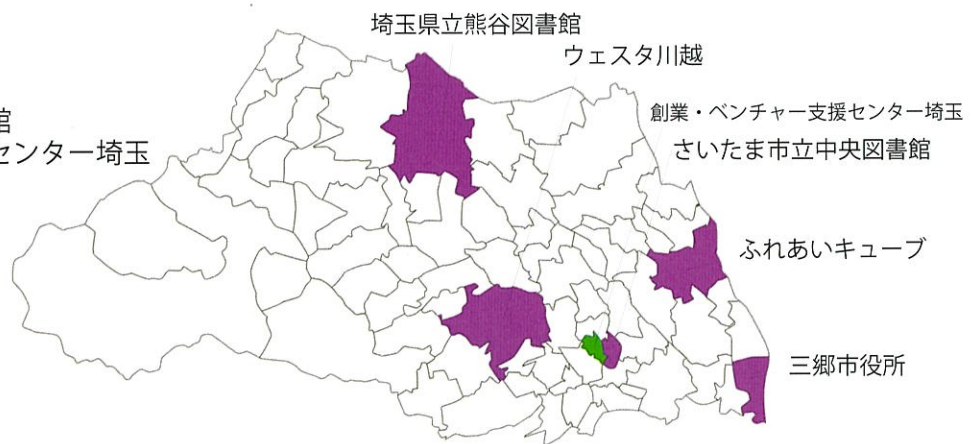 埼玉県立熊谷図書館
ウェスタ川越
創業・ベンチャー支援センター埼玉
さいたま市立中央図書館
館
センター埼玉
ふれあいキューブ
三郷市役所